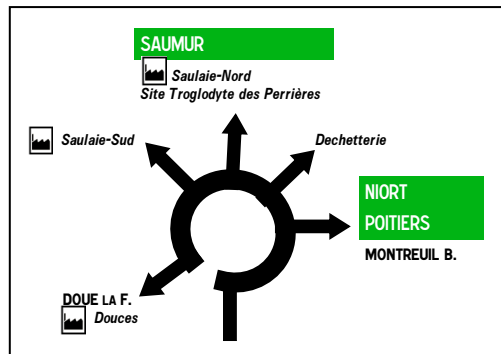 SAUMUR
Saulaie-Nord
Site Troglodyte des Perrières
Saulaie-Sud
Dechetterie
NIORT
POITIERS
MONTREUIL B.
DOUE LA F.
Douces